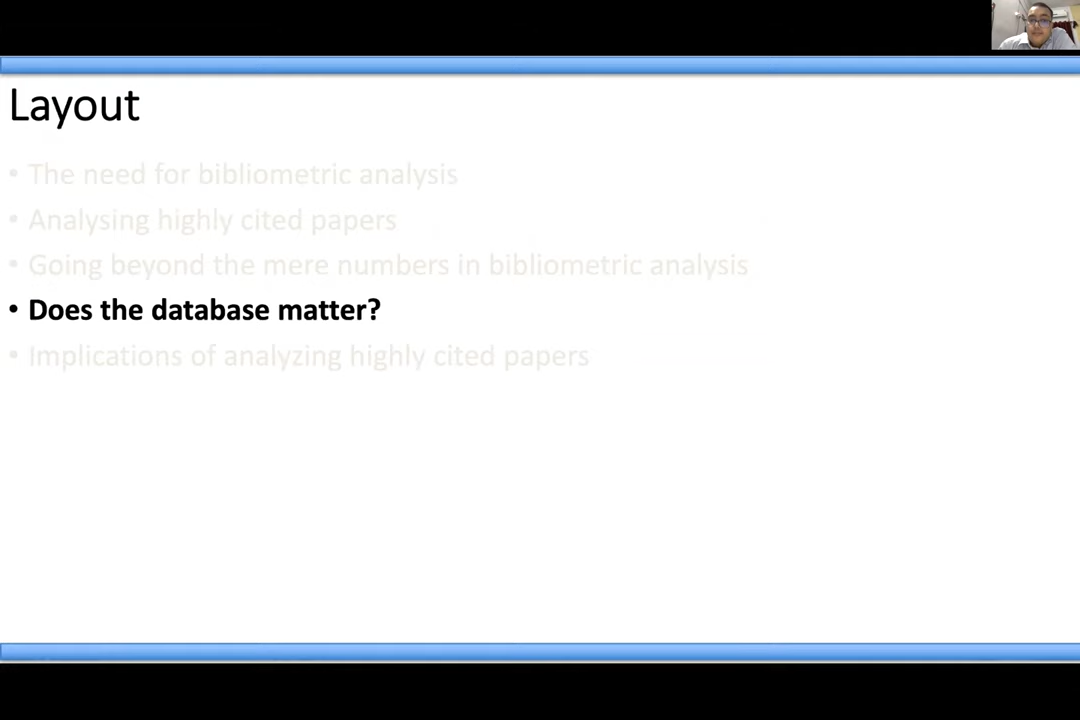 Layout
• The need for bibliometric analysis
• Analysing highly cited papers
• Going beyond the mere numbers in bibliometric analysis
• Does the database matter?
• Implications of analyzing highly cited papers